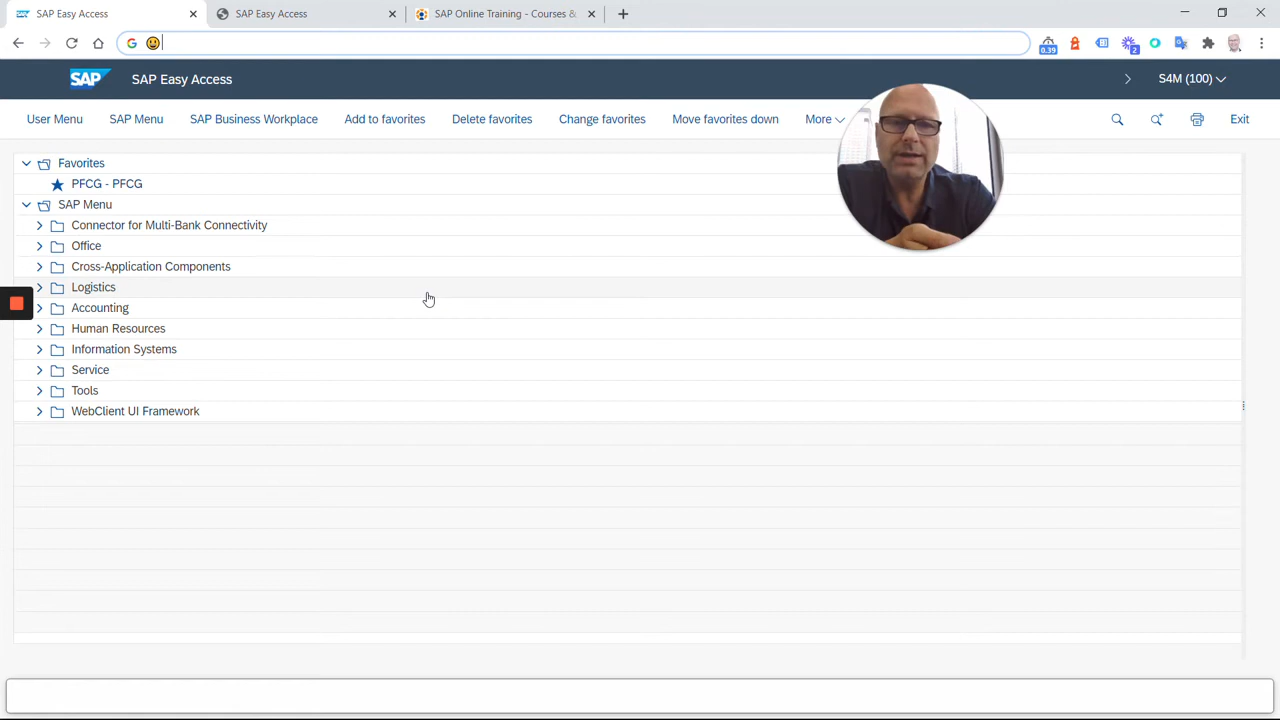 SAP Easy Access
SAP Easy Access
SAP Online Training - Courses &
0.39
2
SAP
SAP Easy Access
S4M (100)
User Menu
SAP Menu
SAP Business Workplace
Add to favorites
Delete favorites
Change favorites
Move favorites down
More
Exit
Favorites
PFCG - PFCG
SAP Menu
Connector for Multi-Bank Connectivity
Office
Cross-Application Components
Logistics
Accounting
Human Resources
Information Systems
Service
Tools
WebClient UI Framework